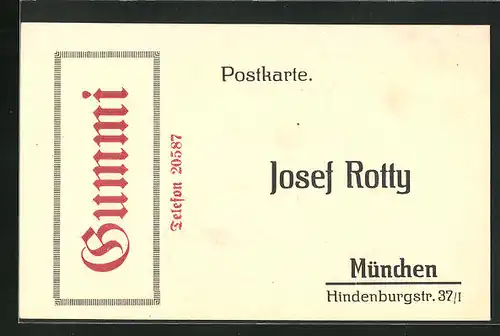 Gummi
Telefon 20587
Postkarte.
Josef Rotty
München
Hindenburgstr. 37/I